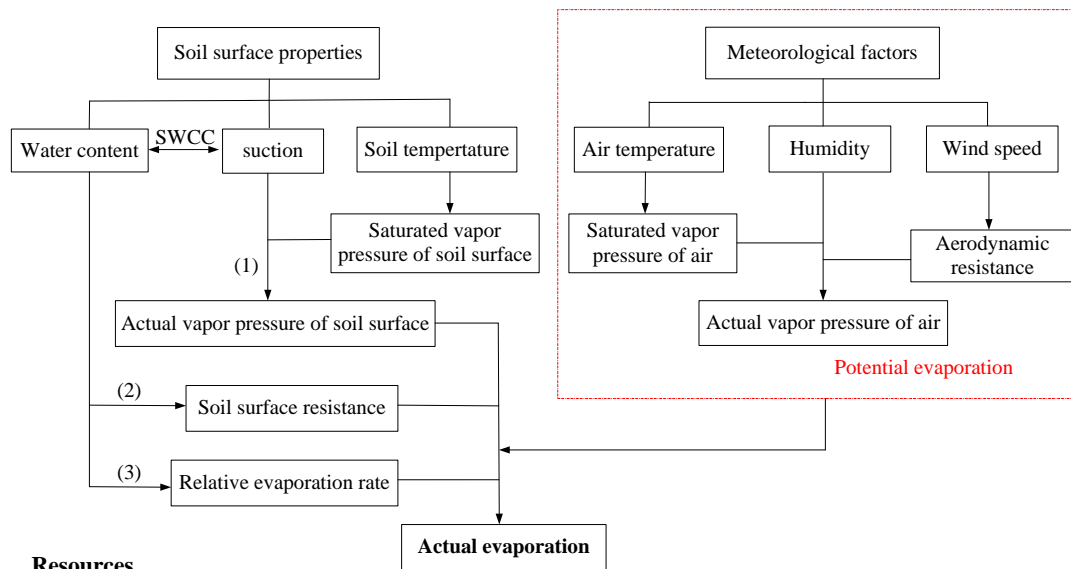 Soil surface properties
Meteorological factors
SWCC
Water content
suction
Soil tempertature
Air temperature
Humidity
Wind speed
Saturated vapor
pressure of soil surface
Saturated vapor
pressure of air
Aerodynamic
resistance
(1)
Actual vapor pressure of soil surface
Actual vapor pressure of air
Potential evaporation
(2)
Soil surface resistance
(3)
Relative evaporation rate
Actual evaporation
Resources